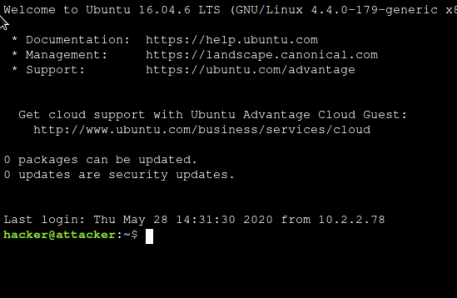 Welcome to Ubuntu 16.04.6 LTS (GNU/Linux 4.4.0-179-generic x8
* Documentation:  https://help.ubuntu.com
* Management:     https://landscape.canonical.com
* Support:        https://ubuntu.com/advantage
Get cloud support with Ubuntu Advantage Cloud Guest:
http://www.ubuntu.com/business/services/cloud
0 packages can be updated.
0 updates are security updates.
Last login: Thu May 28 14:31:30 2020 from 10.2.2.78
hacker@attacker:~$